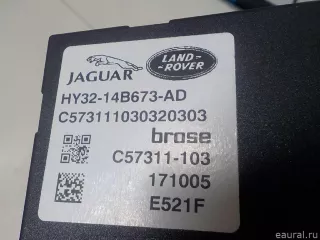 JAGUAR
LAND-
ROVER
HY32-14B673-AD
C573111030320303
brose
C57311-103
171005
E521F
eaural.ru